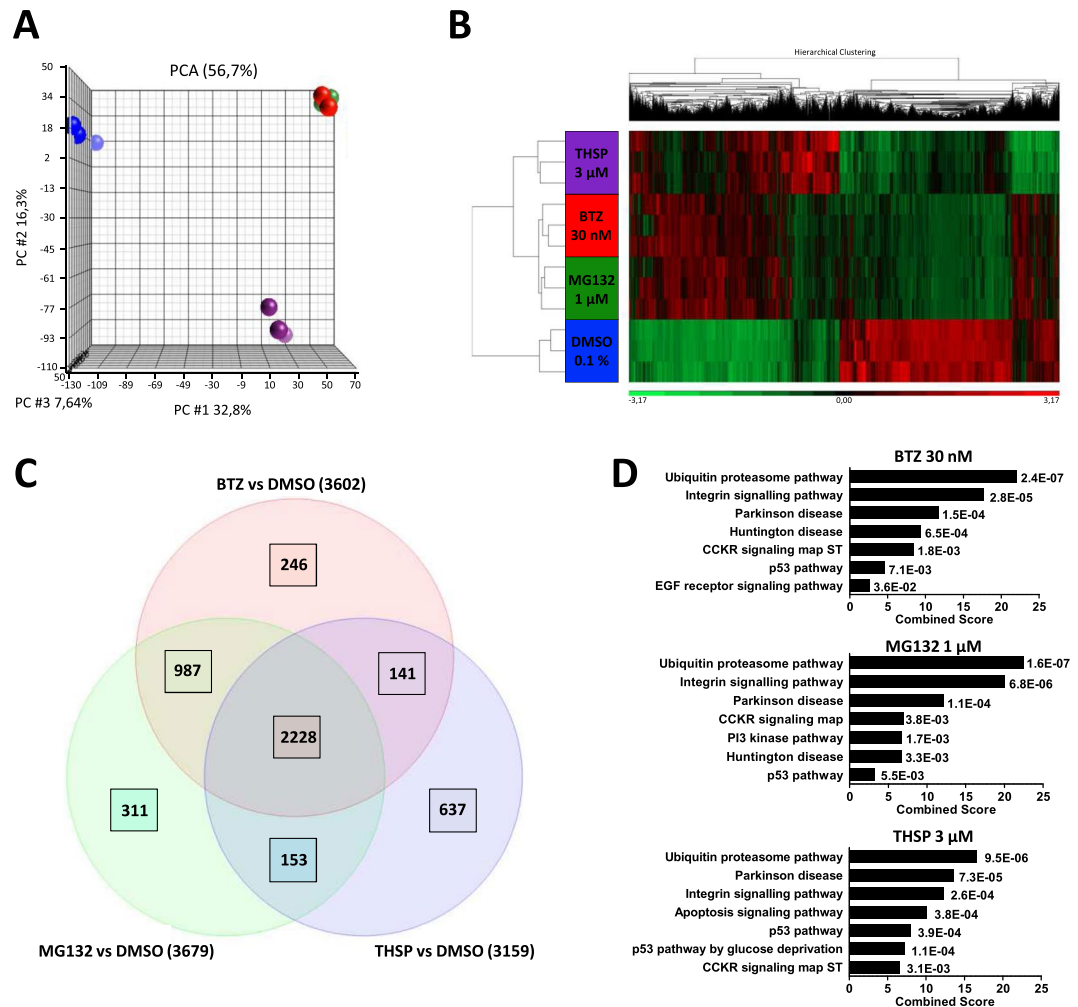 A
PCA (56,7%)
50
34
18
2
-13
-30
-45
-61
-77
-93
-110
PC #2 16,3%
50
-130
-109
-89
-69
-49
-29
-9
10
30
50
70
PC #3 7,64%
PC #1 32,8%
B
Hierarchical Clustering
THSP
3 µM
BTZ
30 nM
MG132
1 µM
DMSO
0.1 %
-3,17
0,00
3,17
C
BTZ vs DMSO (3602)
246
987
141
2228
311
637
153
MG132 vs DMSO (3679)
THSP vs DMSO (3159)
D
BTZ 30 nM
Ubiquitin proteasome pathway 2.4E-07
Integrin signalling pathway 2.8E-05
Parkinson disease 1.5E-04
Huntington disease 6.5E-04
CCKR signaling map ST 1.8E-03
p53 pathway 7.1E-03
EGF receptor signaling pathway 3.6E-02
0 5 10 15 20 25
Combined Score
MG132 1 µM
Ubiquitin proteasome pathway 1.6E-07
Integrin signalling pathway 6.8E-06
Parkinson disease 1.1E-04
CCKR signaling map 3.8E-03
PI3 kinase pathway 1.7E-03
Huntington disease 3.3E-03
p53 pathway 5.5E-03
0 5 10 15 20 25
Combined Score
THSP 3 µM
Ubiquitin proteasome pathway 9.5E-06
Parkinson disease 7.3E-05
Integrin signalling pathway 2.6E-04
Apoptosis signaling pathway 3.8E-04
p53 pathway 3.9E-04
p53 pathway by glucose deprivation 1.1E-04
CCKR signaling map ST 3.1E-03
0 5 10 15 20 25
Combined Score